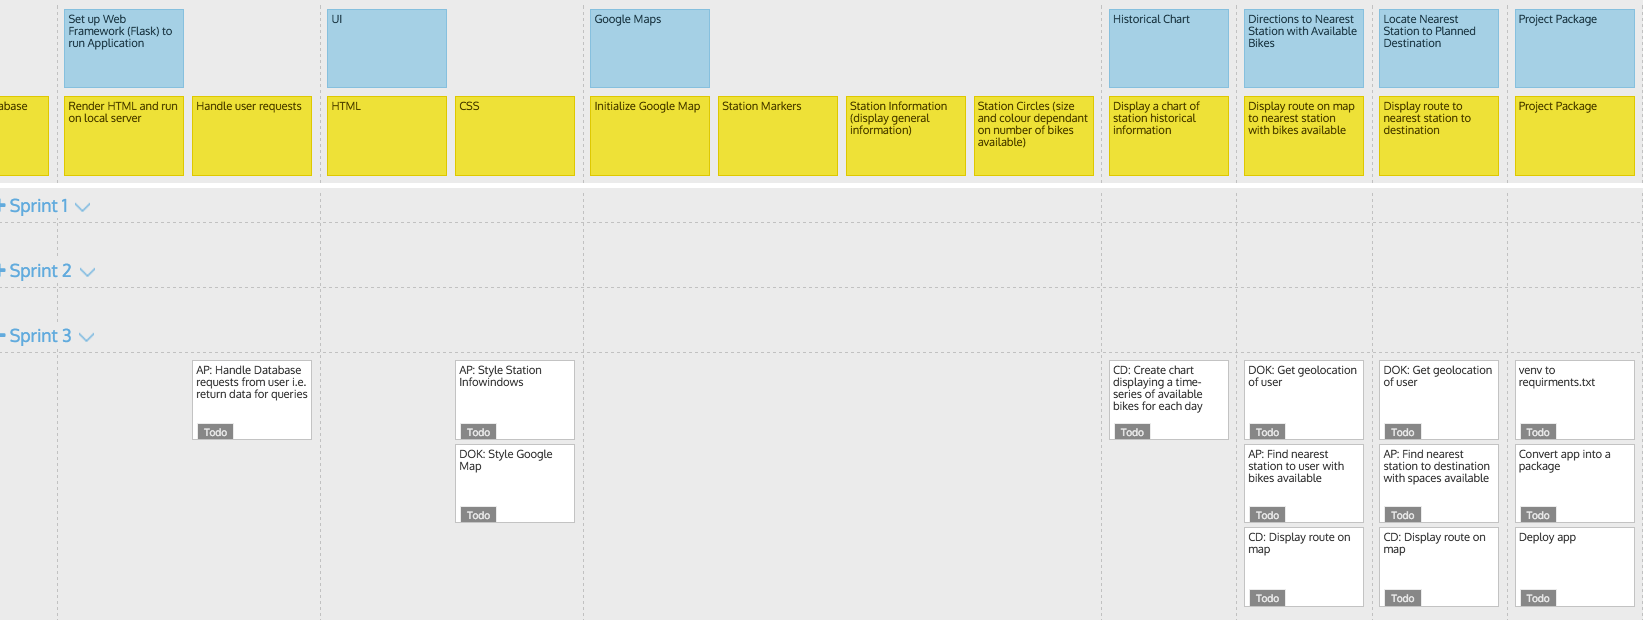 Set up Web
Framework (Flask) to
run Application
UI
Google Maps
Historical Chart
Directions to Nearest
Station with Available
Bikes
Locate Nearest
Station to Planned
Destination
Project Package
abase
Render HTML and run
on local server
Handle user requests
HTML
CSS
Initialize Google Map
Station Markers
Station Information
(display general
information)
Station Circles (size
and colour dependant
on number of bikes
available)
Display a chart of
station historical
information
Display route on map
to nearest station
with bikes available
Display route to
nearest station to
destination
Project Package
Sprint 1
Sprint 2
Sprint 3
AP: Handle Database
requests from user i.e.
return data for queries
Todo
AP: Style Station
Infowindows
Todo
CD: Create chart
displaying a time-
series of available
bikes for each day
Todo
DOK: Get geolocation
of user
Todo
DOK: Get geolocation
of user
Todo
venv to
requirments.txt
Todo
DOK: Style Google
Map
Todo
AP: Find nearest
station to user with
bikes available
Todo
AP: Find nearest
station to destination
with spaces available
Todo
Convert app into a
package
Todo
CD: Display route on
map
Todo
CD: Display route on
map
Todo
Deploy app
Todo